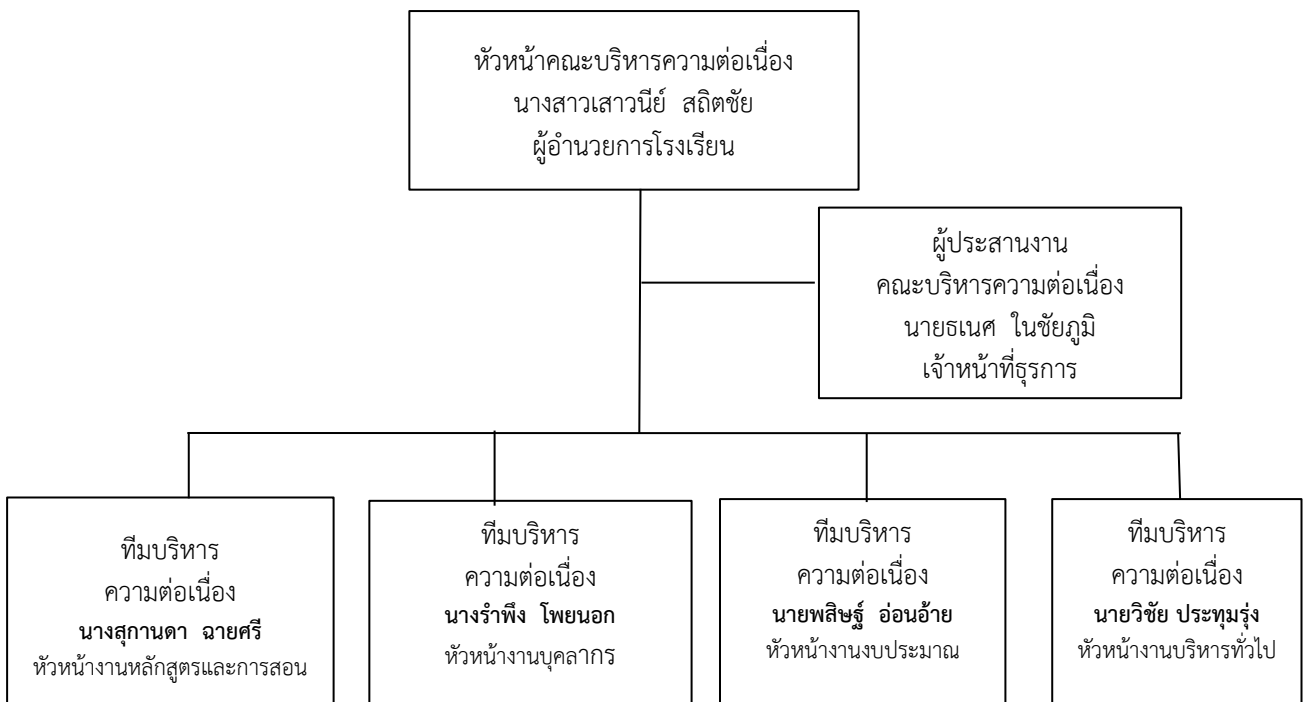 หัวหน้าคณะบริหารความต่อเนื่อง
นางสาวเสาวนีย์ สถิตชัย
ผู้อำนวยการโรงเรียน
ผู้ประสานงาน
คณะบริหารความต่อเนื่อง
นายธเนศ ในชัยภูมิ
เจ้าหน้าที่ธุรการ
ทีมบริหาร
ความต่อเนื่อง
นางสุกานดา ฉายศรี
หัวหน้างานหลักสูตรและการสอน
ทีมบริหาร
ความต่อเนื่อง
นางรำพึง โพยนอก
หัวหน้างานบุคลากร
ทีมบริหาร
ความต่อเนื่อง
นายพสิษฐ์ อ่อนอ้าย
หัวหน้างานงบประมาณ
ทีมบริหาร
ความต่อเนื่อง
นายวิชัย ประทุมรุ่ง
หัวหน้างานบริหารทั่วไป